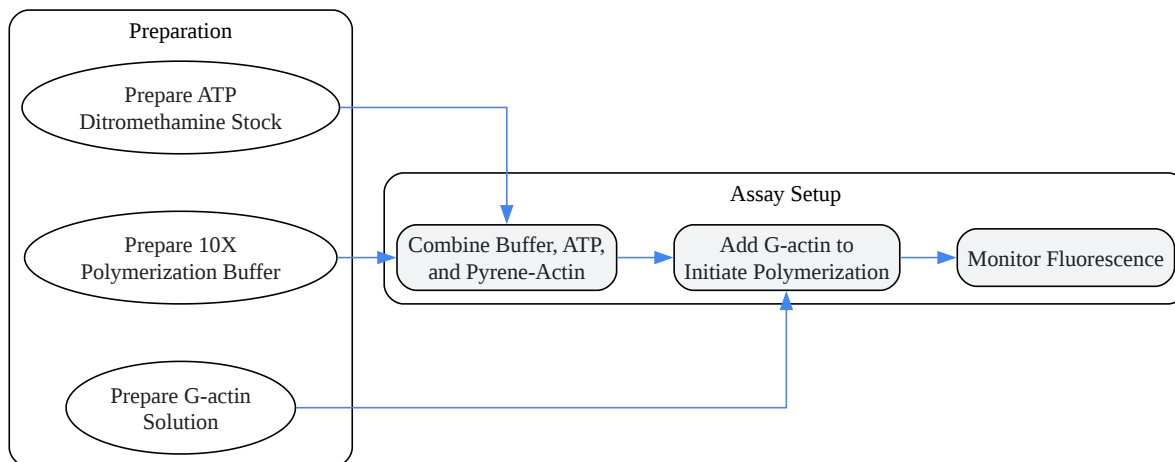 Preparation
Prepare ATP
Ditromethamine Stock
Prepare 10X
Polymerization Buffer
Prepare G-actin
Solution
Assay Setup
Combine Buffer, ATP,
and Pyrene-Actin
Add G-actin to
Initiate Polymerization
Monitor Fluorescence